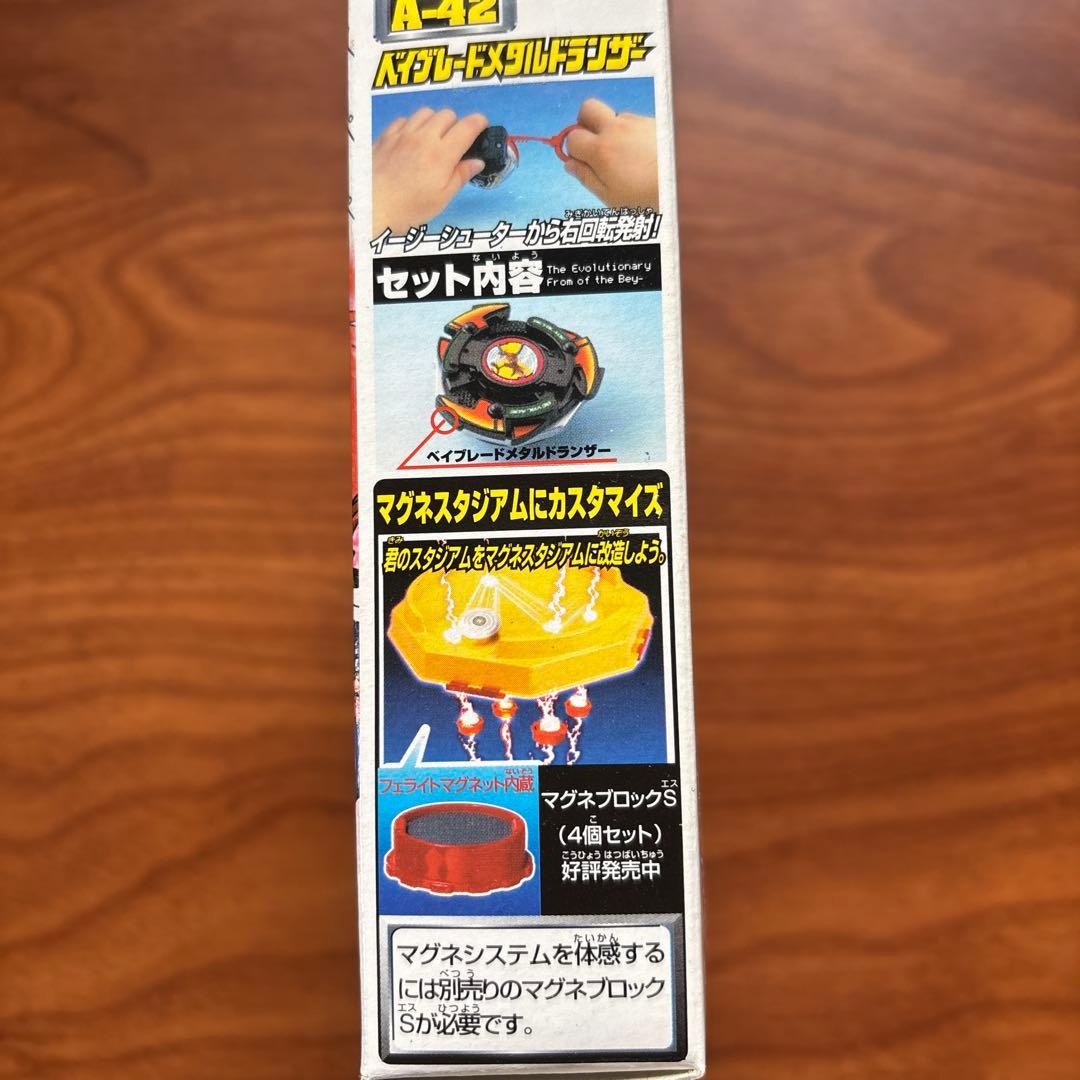 A-42
ベイブレードメタルドランザー
イージーシューターから右回転発射!
みぎかいてんはっしゃ
セット内容
ないよう
The Evolutionary
From of the Bey-
ベイブレードメタルドランザー
マグネスタジアムにカスタマイズ
君のスタジアムをマグネスタジアムに改造しよう。
きみ
かいぞう
フェライトマグネット内蔵
ないぞう
マグネブロックS
エス
(4個セット)
こ
好評発売中
こうひょうはつばいちゅう
マグネシステムを体感する
たいかん
には別売りのマグネブロック
べつう
Sが必要です。
エス
ひつよう